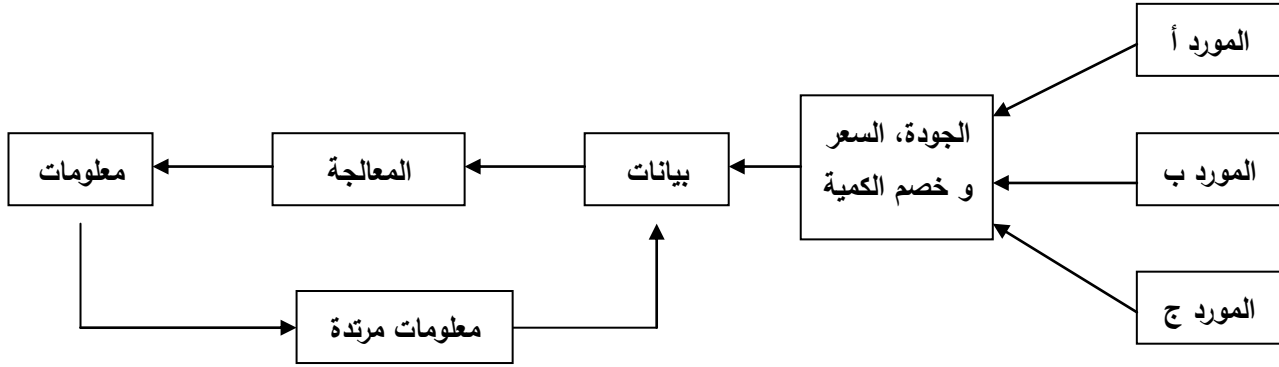 المورد أ
المورد ب
المورد ج
الجودة، السعر
و خصم الكمية
بيانات
المعالجة
معلومات
معلومات مرتدة